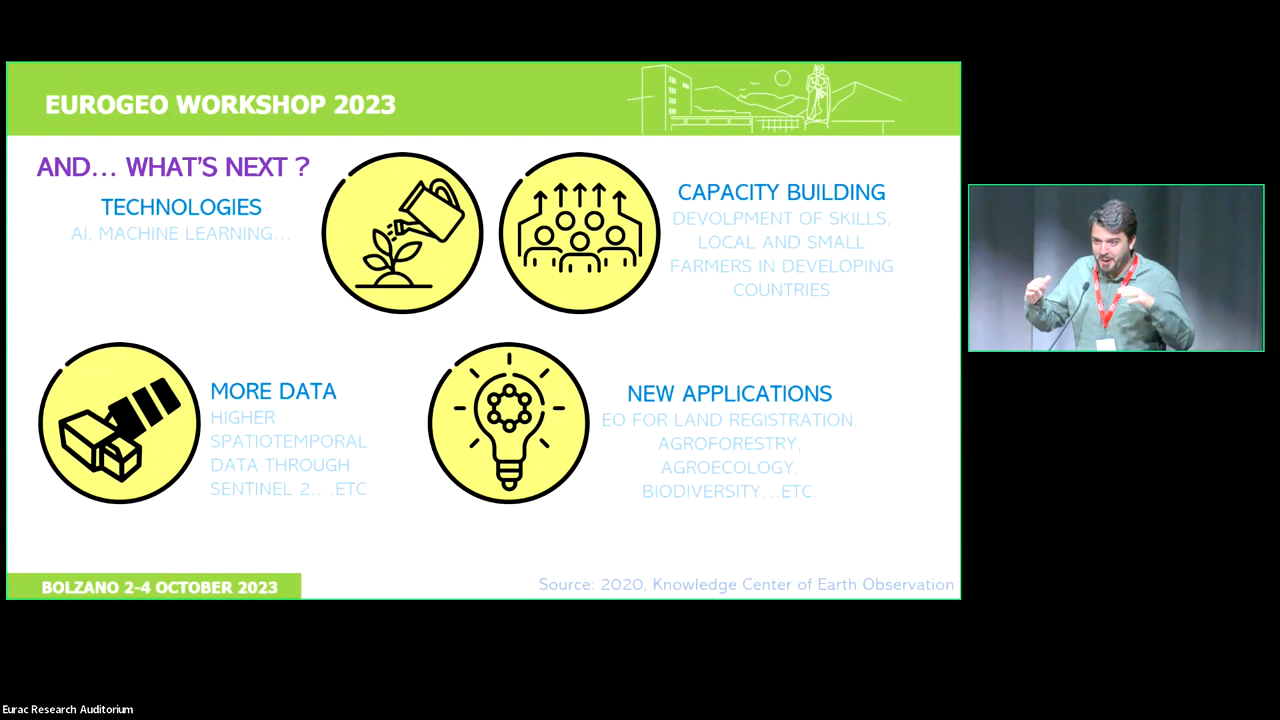 EUROGEO WORKSHOP 2023
AND... WHAT'S NEXT ?
TECHNOLOGIES
AI. MACHINE LEARNING...
CAPACITY BUILDING
DEVOLPMENT OF SKILLS,
LOCAL AND SMALL
FARMERS IN DEVELOPING
COUNTRIES
MORE DATA
HIGHER
SPATIOTEMPORAL
DATA THROUGH
SENTINEL 2....ETC
NEW APPLICATIONS
EO FOR LAND REGISTRATION.
AGROFORESTRY,
AGROECOLOGY.
BIODIVERSITY...ETC.
BOLZANO 2-4 OCTOBER 2023
Source: 2020, Knowledge Center of Earth Observation
Eurac Research Auditorium